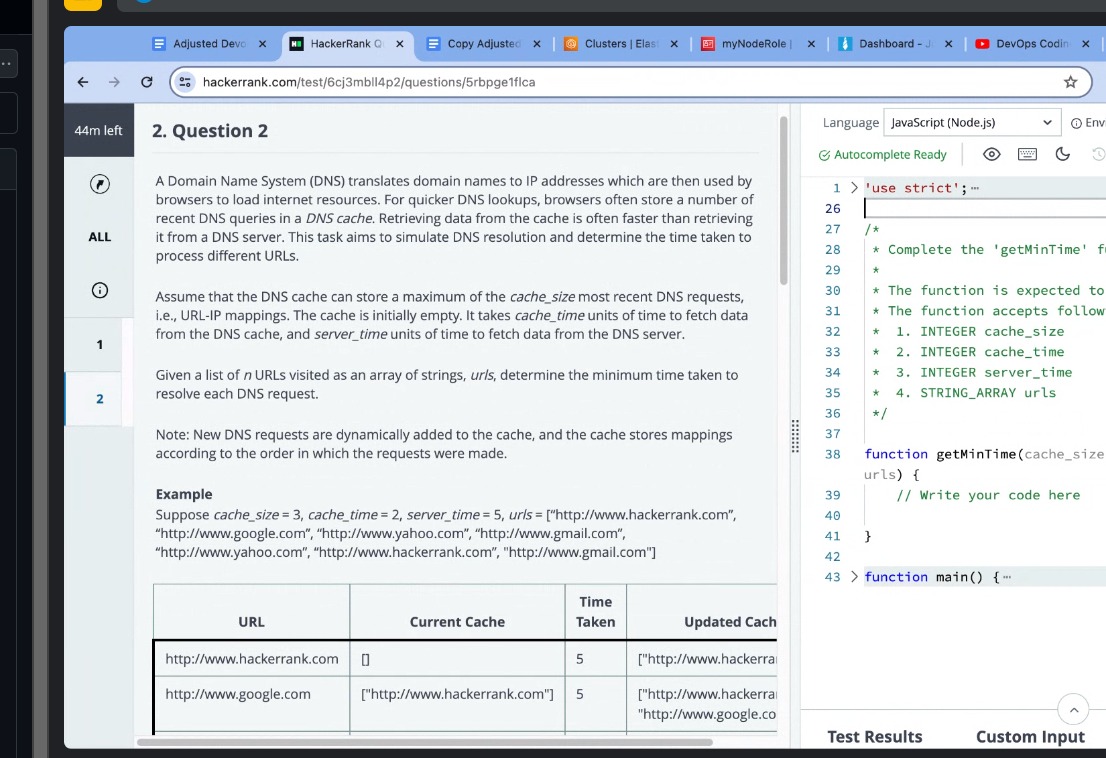 Adjusted Devo
HackerRank Q
Copy Adjusted
Clusters | Elas
myNodeRole |
Dashboard - J
DevOps Codin
hackerrank.com/test/6cj3mbll4p2/questions/5rbpge1flca
44m left
ALL
1
2
2. Question 2
A Domain Name System (DNS) translates domain names to IP addresses which are then used by
browsers to load internet resources. For quicker DNS lookups, browsers often store a number of
recent DNS queries in a DNS cache. Retrieving data from the cache is often faster than retrieving
it from a DNS server. This task aims to simulate DNS resolution and determine the time taken to
process different URLs.
Assume that the DNS cache can store a maximum of the cache_size most recent DNS requests,
i.e., URL-IP mappings. The cache is initially empty. It takes cache_time units of time to fetch data
from the DNS cache, and server_time units of time to fetch data from the DNS server.
Given a list of n URLs visited as an array of strings, urls, determine the minimum time taken to
resolve each DNS request.
Note: New DNS requests are dynamically added to the cache, and the cache stores mappings
according to the order in which the requests were made.
Example
Suppose cache_size = 3, cache_time = 2, server_time = 5, urls = [“http://www.hackerrank.com”,
“http://www.google.com”, “http://www.yahoo.com”, “http://www.gmail.com”,
“http://www.yahoo.com”, “http://www.hackerrank.com”, "http://www.gmail.com"]
URL Current Cache Time Taken Updated Cach
http://www.hackerrank.com [] 5 ["http://www.hackerra
http://www.google.com ["http://www.hackerrank.com"] 5 ["http://www.hackerra
"http://www.google.co
Language JavaScript (Node.js) Env
Autocomplete Ready
1 'use strict';
26
27 /*
28 * Complete the 'getMinTime' f
29 *
30 * The function is expected to
31 * The function accepts follow
32 * 1. INTEGER cache_size
33 * 2. INTEGER cache_time
34 * 3. INTEGER server_time
35 * 4. STRING_ARRAY urls
36 */
37
38 function getMinTime(cache_size
urls) {
39 // Write your code here
40
41 }
42
43 function main() {
Test Results Custom Input